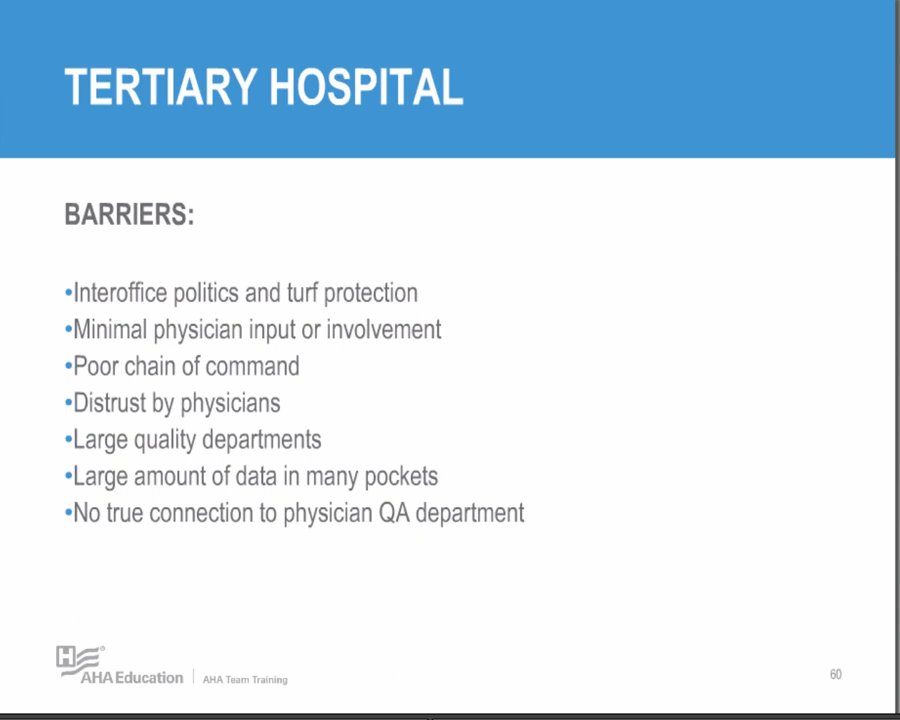 TERTIARY HOSPITAL
BARRIERS:
•Interoffice politics and turf protection
•Minimal physician input or involvement
•Poor chain of command
•Distrust by physicians
•Large quality departments
•Large amount of data in many pockets
•No true connection to physician QA department
H
AHA Education | AHA Team Training
60